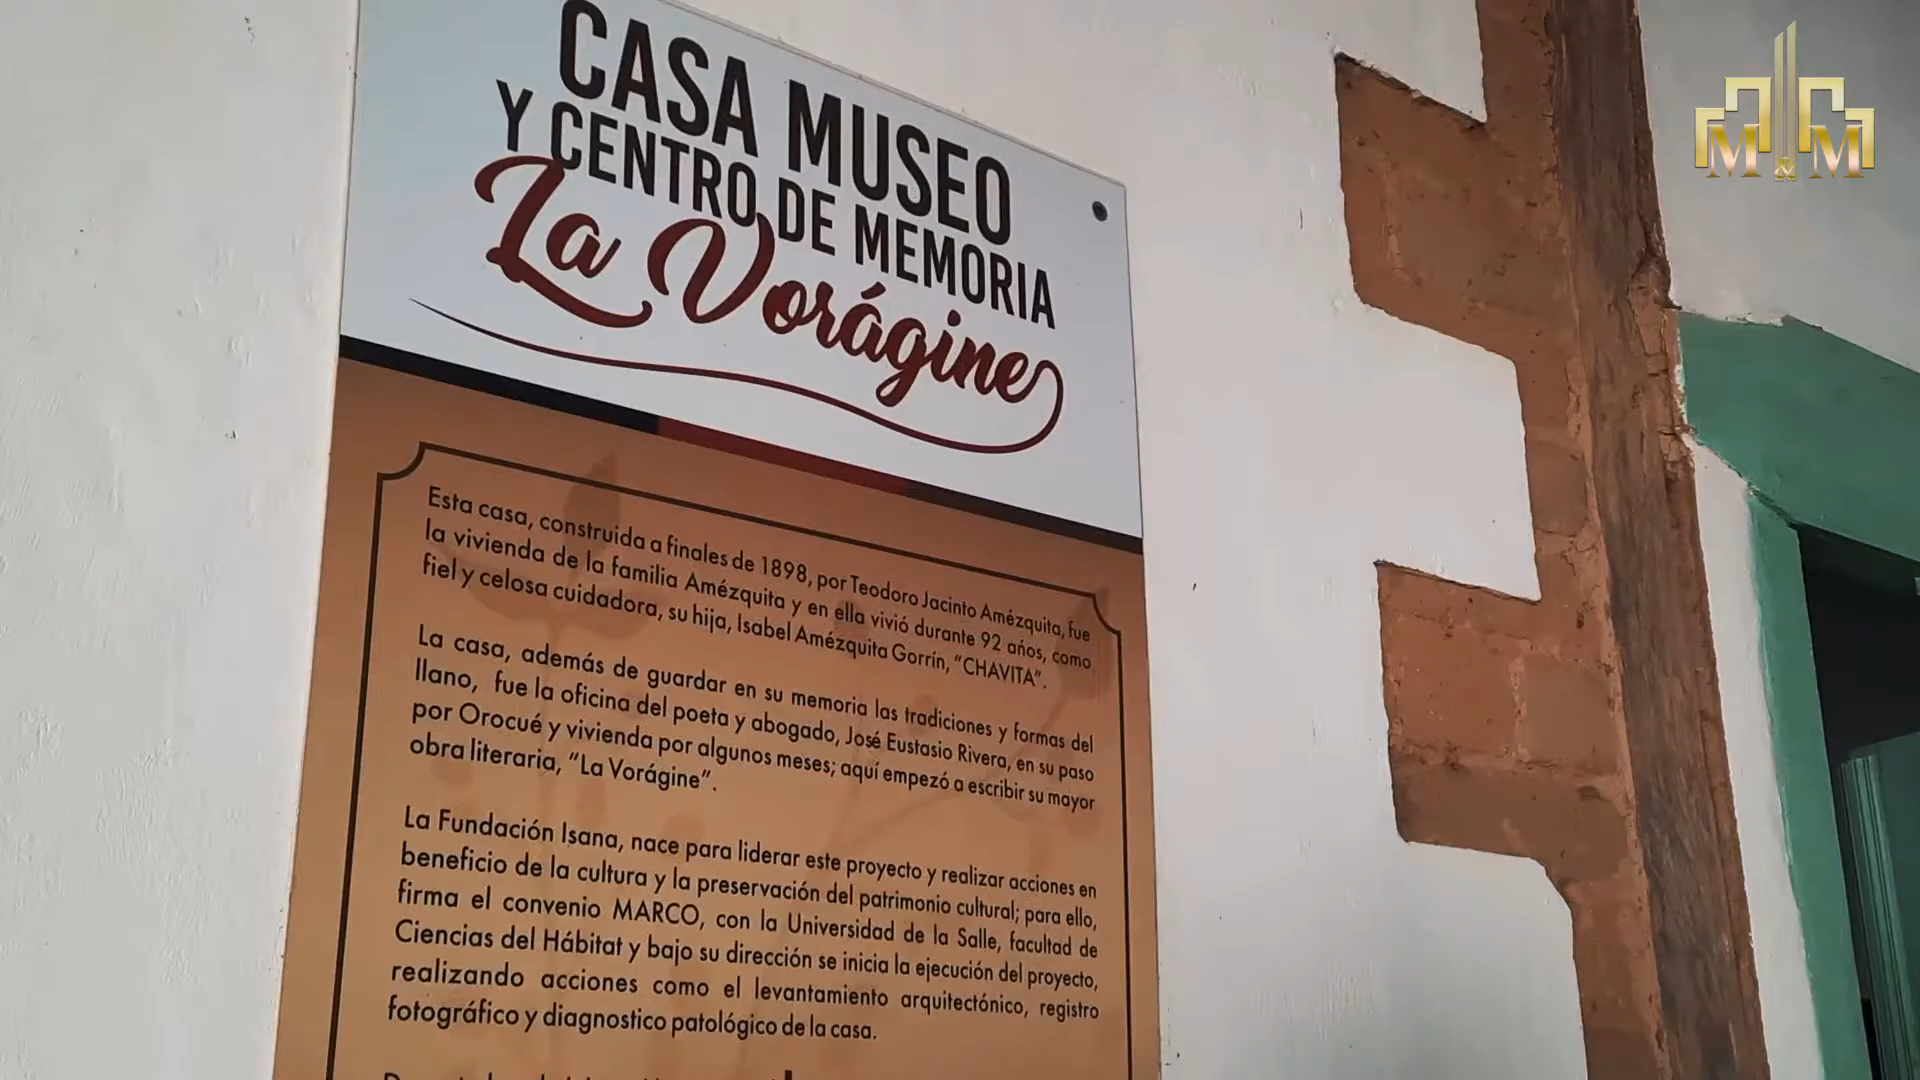 CASA MUSEO
Y CENTRO DE MEMORIA
La Vorágine
Esta casa, construida a finales de 1898, por Teodoro Jacinto Amézquita, fue
la vivienda de la familia Amézquita y en ella vivió durante 92 años, como
fiel y celosa cuidadora, su hija, Isabel Amézquita Gorrín, “CHAVITA”.
La casa, además de guardar en su memoria las tradiciones y formas del
llano, fue la oficina del poeta y abogado, José Eustasio Rivera, en su paso
por Orocué y vivienda por algunos meses; aquí empezó a escribir su mayor
obra literaria, “La Vorágine”.
La Fundación Isana, nace para liderar este proyecto y realizar acciones en
beneficio de la cultura y la preservación del patrimonio cultural; para ello,
firma el convenio MARCO, con la Universidad de la Salle, facultad de
Ciencias del Hábitat y bajo su dirección se inicia la ejecución del proyecto,
realizando acciones como el levantamiento arquitectónico, registro
fotográfico y diagnostico patológico de la casa.
M&M